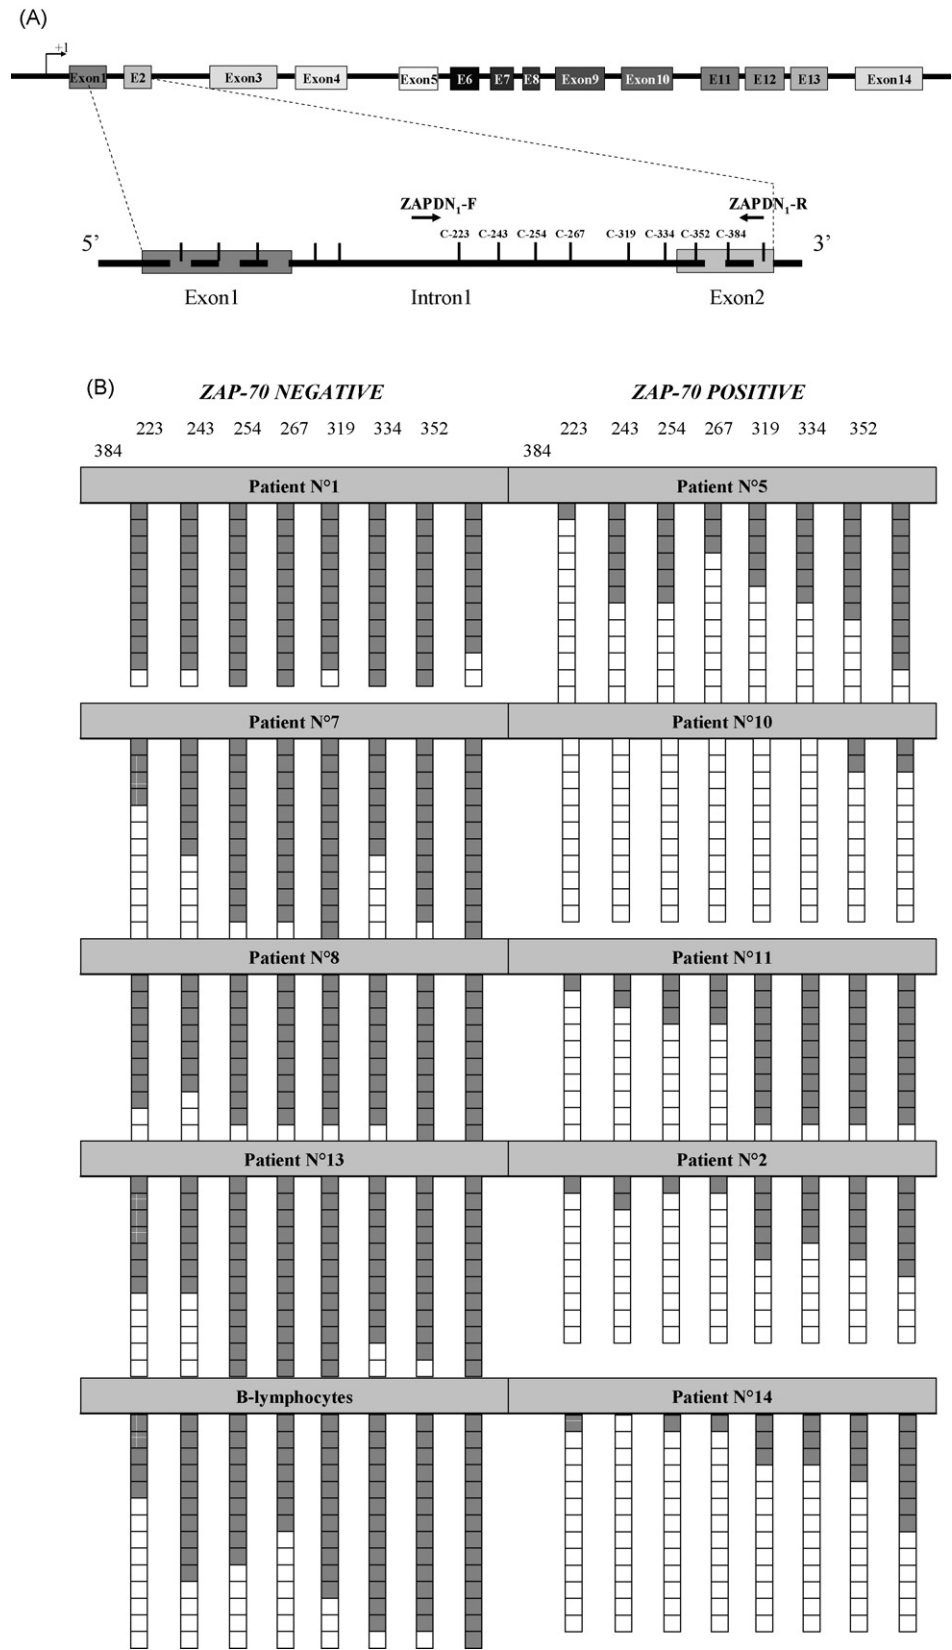 (A)
+1
Exon1 E2 Exon3 Exon4 Exon5 E6 E7 E8 Exon9 Exon10 E11 E12 E13 Exon14
ZAPDN1-F ZAPDN1-R
C-223 C-243 C-254 C-267 C-319 C-334 C-352 C-384
5’ 3’
Exon1 Intron1 Exon2
(B)
ZAP-70 NEGATIVE ZAP-70 POSITIVE
223 243 254 267 319 334 352 223 243 254 267 319 334 352
384 384
Patient N°1 Patient N°5
Patient N°7 Patient N°10
Patient N°8 Patient N°11
Patient N°13 Patient N°2
B-lymphocytes Patient N°14